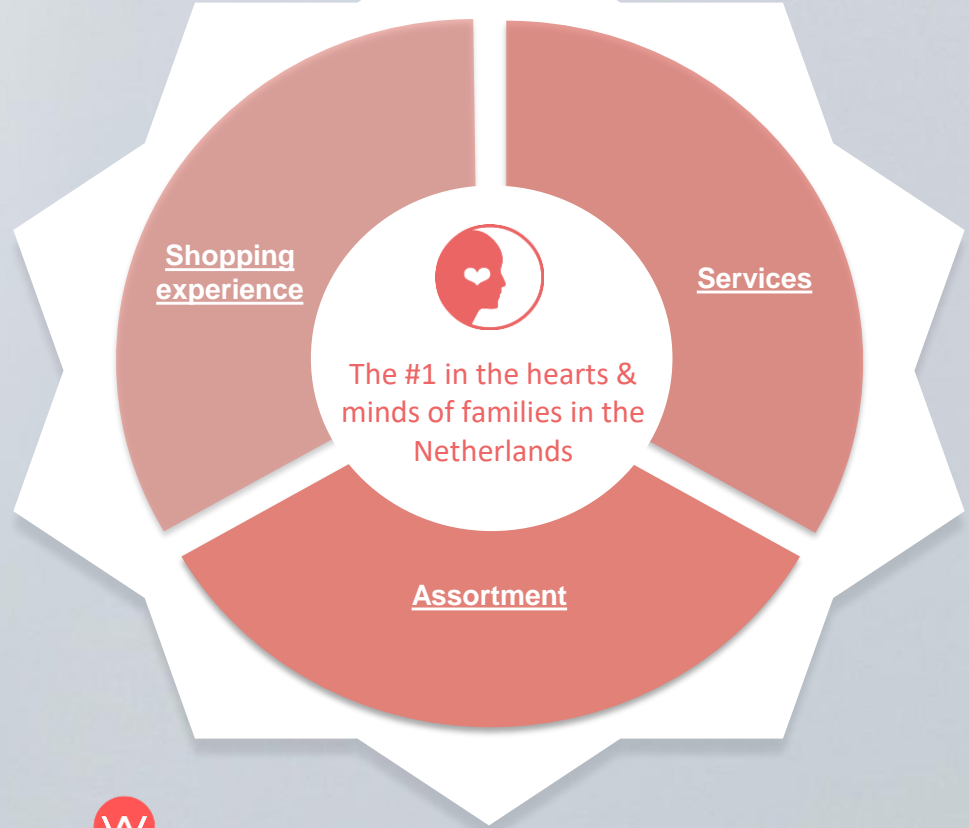 Shopping
experience
Services
The #1 in the hearts &
minds of families in the
Netherlands
Assortment
W